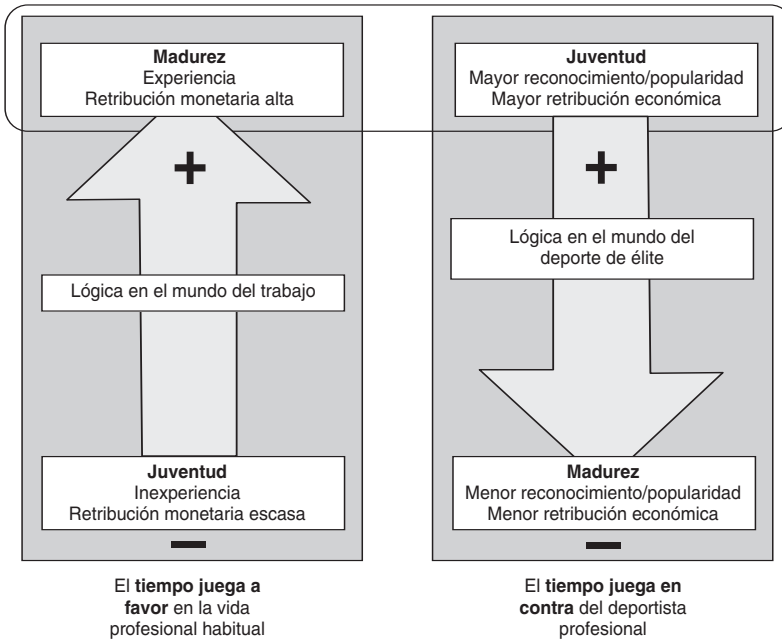 Madurez
Experiencia
Retribución monetaria alta
+
Lógica en el mundo del trabajo
Juventud
Inexperiencia
Retribución monetaria escasa
−
El tiempo juega a
favor en la vida
profesional habitual
Juventud
Mayor reconocimiento/popularidad
Mayor retribución económica
+
Lógica en el mundo del
deporte de élite
Madurez
Menor reconocimiento/popularidad
Menor retribución económica
−
El tiempo juega en
contra del deportista
profesional